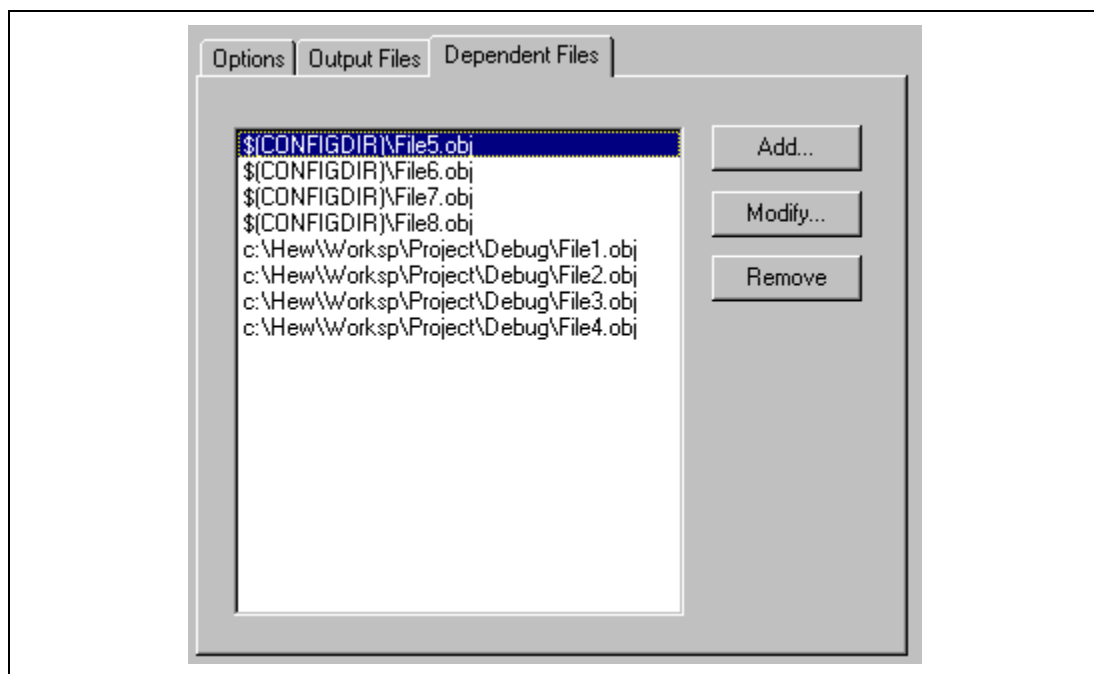 Options Output Files Dependent Files
$(CONFIGDIR)\File5.obj
$(CONFIGDIR)\File6.obj
$(CONFIGDIR)\File7.obj
$(CONFIGDIR)\File8.obj
c:\Hew\Worksp\Project\Debug\File1.obj
c:\Hew\Worksp\Project\Debug\File2.obj
c:\Hew\Worksp\Project\Debug\File3.obj
c:\Hew\Worksp\Project\Debug\File4.obj
Add...
Modify...
Remove